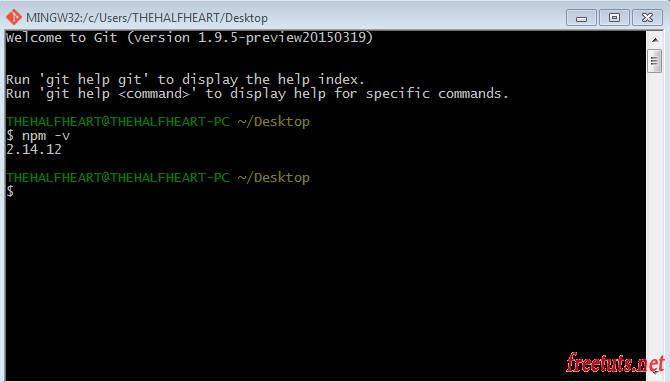 MINGW32:/c/Users/THEHALFHEART/Desktop
Welcome to Git (version 1.9.5-preview20150319)
Run 'git help git' to display the help index.
Run 'git help <command>' to display help for specific commands.
THEHALFHEART@THEHALFHEART-PC ~/Desktop
$ npm -v
2.14.12
THEHALFHEART@THEHALFHEART-PC ~/Desktop
$
freetuts.net